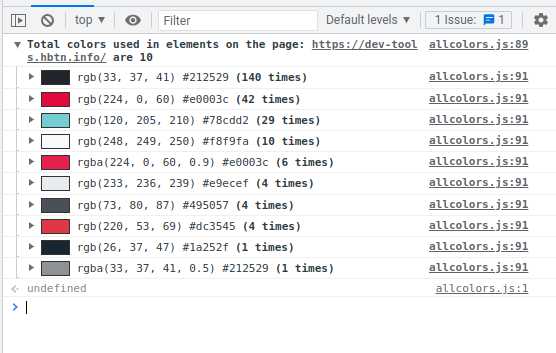 top Filter Default levels 1 Issue: 1
Total colors used in elements on the page: https://dev-tool allcolors.js:89
s.hbtn.info/ are 10
rgb(33, 37, 41) #212529 (140 times) allcolors.js:91
rgb(224, 0, 60) #e0003c (42 times) allcolors.js:91
rgb(120, 205, 210) #78cdd2 (29 times) allcolors.js:91
rgb(248, 249, 250) #f8f9fa (10 times) allcolors.js:91
rgba(224, 0, 60, 0.9) #e0003c (6 times) allcolors.js:91
rgb(233, 236, 239) #e9ecef (4 times) allcolors.js:91
rgb(73, 80, 87) #495057 (4 times) allcolors.js:91
rgb(220, 53, 69) #dc3545 (4 times) allcolors.js:91
rgb(26, 37, 47) #1a252f (1 times) allcolors.js:91
rgba(33, 37, 41, 0.5) #212529 (1 times) allcolors.js:91
undefined allcolors.js:1